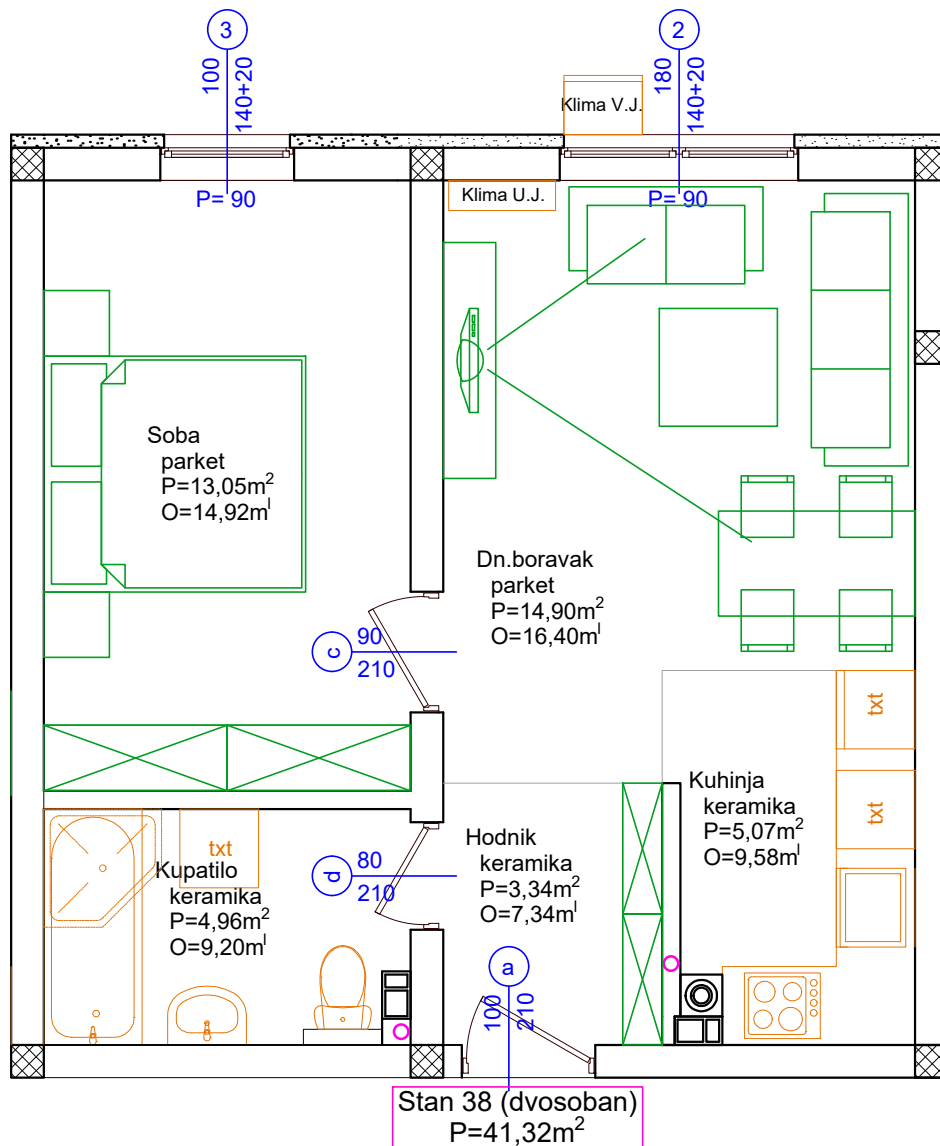 3
100
140+20
P= 90
2
180
140+20
P= 90
Klima V.J.
Klima U.J.
Soba
parket
P=13,05m²
O=14,92mˡ
Dn.boravak
parket
P=14,90m²
O=16,40mˡ
c
90
210
txt
txt
Kuhinja
keramika
P=5,07m²
O=9,58mˡ
Hodnik
keramika
P=3,34m²
O=7,34mˡ
d
80
210
txt
Kupatilo
keramika
P=4,96m²
O=9,20mˡ
a
100
210
Stan 38 (dvosoban)
P=41,32m²